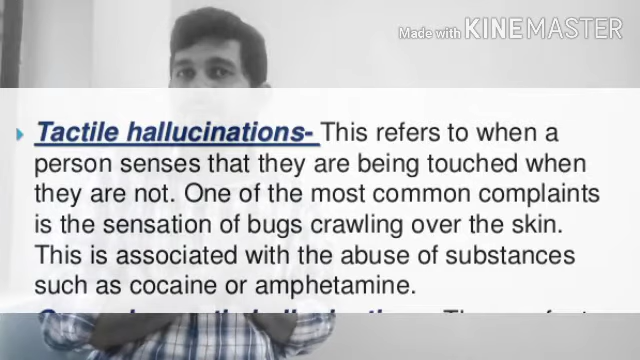 Made with KINEMASTER
Tactile hallucinations- This refers to when a
person senses that they are being touched when
they are not. One of the most common complaints
is the sensation of bugs crawling over the skin.
This is associated with the abuse of substances
such as cocaine or amphetamine.